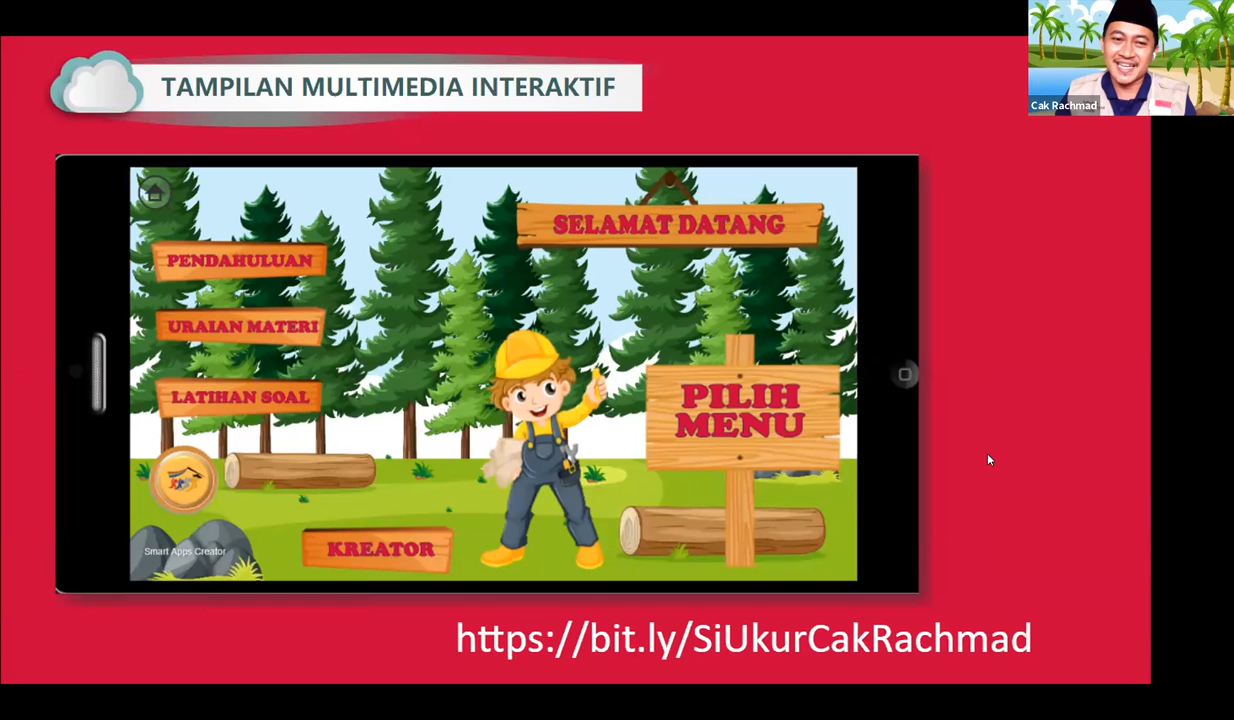 TAMPILAN MULTIMEDIA INTERAKTIF
Cak Rachmad
SELAMAT DATANG
PENDAHULUAN
URAIAN MATERI
LATIHAN SOAL
PILIH
MENU
KREATOR
Smart Apps Creator
https://bit.ly/SiUkurCakRachmad